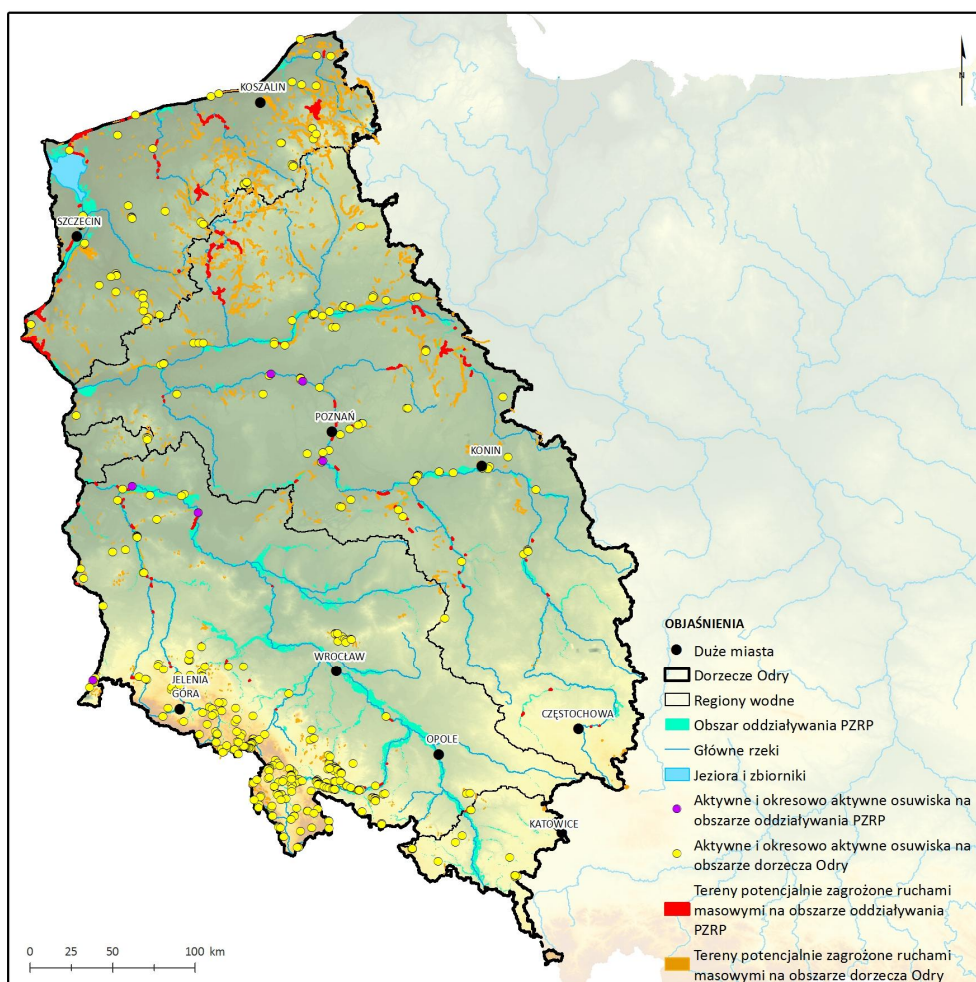 N
KOSZALIN
SZCZECIN
POZNAŃ
KONIN
WROCŁAW
JELENIA
GÓRA
CZĘSTOCHOWA
OPOLE
KATOWICE
OBJAŚNIENIA
Duże miasta
Dorzecze Odry
Regiony wodne
Obszar oddziaływania PZRP
Główne rzeki
Jeziora i zbiorniki
Aktywne i okresowo aktywne osuwiska na
obszarze oddziaływania PZRP
Aktywne i okresowo aktywne osuwiska na
obszarze dorzecza Odry
Tereny potencjalnie zagrożone ruchami
masowymi na obszarze oddziaływania
PZRP
Tereny potencjalnie zagrożone ruchami
masowymi na obszarze dorzecza Odry
0 25 50 100 km